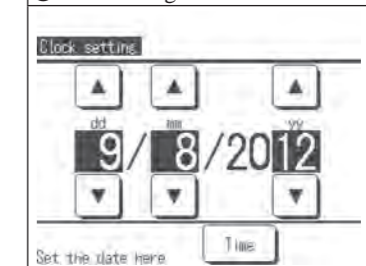 Clock setting
▲ ▲ ▲
dd mm yy
9/ 8/2012
▼ ▼ ▼
Time
Set the date here